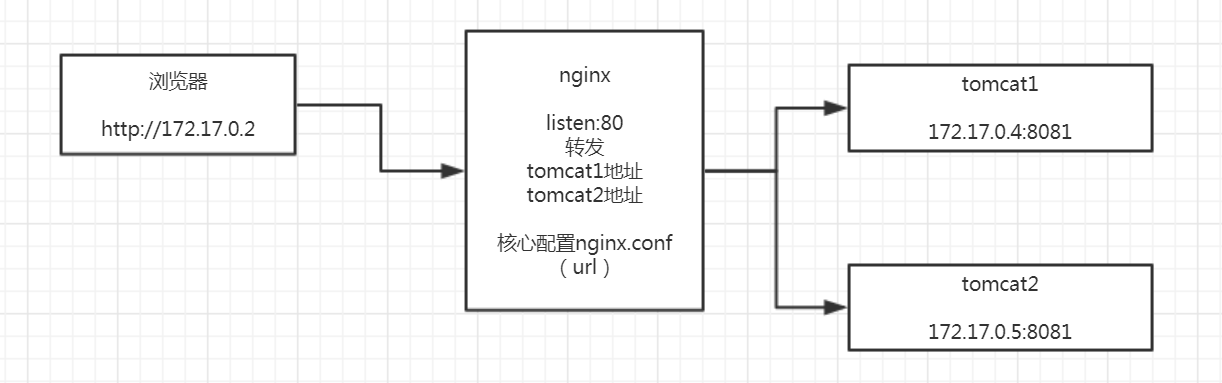 浏览器
http://172.17.0.2
nginx
listen:80
转发
tomcat1地址
tomcat2地址
核心配置nginx.conf
（url）
tomcat1
172.17.0.4:8081
tomcat2
172.17.0.5:8081